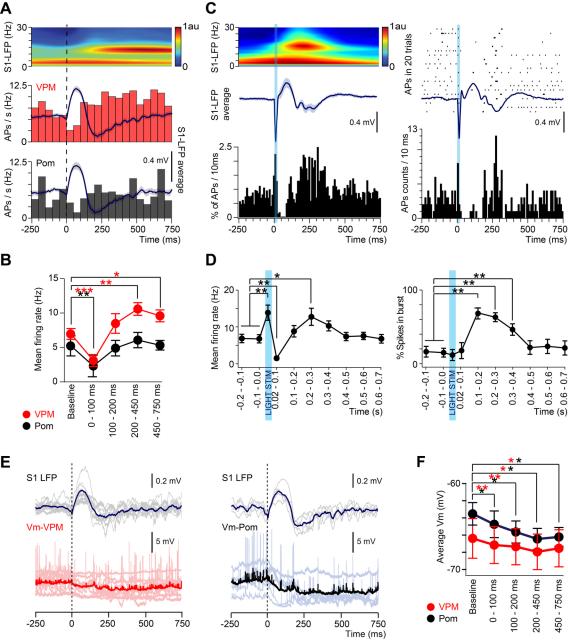 A
S1-LFP (Hz)
30
15
0
1au
0
VPM
APs / s (Hz)
12.5
0
Pom
APs / s (Hz)
12.5
0
0.4 mV
S1-LFP average
-250 0 250 500 750
Time (ms)
C
S1-LFP (Hz)
30
15
0
1au
0
S1-LFP
average
0.4 mV
% of APs / 10ms
2.5
0
-250 0 250 500 750
Time (ms)
APs in 20 trials
0.4 mV
APs counts / 10 ms
12
8
4
0
-250 0 250 500 750
Time (ms)
B
Mean firing rate (Hz)
15
10
5
0
***
**
**
*
Baseline
0 - 100 ms
100 - 200 ms
200 - 450 ms
450 - 750 ms
VPM
Pom
D
Mean firing rate (Hz)
20
10
0
*
**
**
-0.2 - -0.1
-0.1 - -0.0
LIGHT STIM
0.02 - 0.1
0.1 - 0.2
0.2 - 0.3
0.3 - 0.4
0.4 - 0.5
0.5 - 0.6
0.6 - 0.7
Time (s)
% Spikes in burst
100
50
0
**
**
**
-0.2 - -0.1
-0.1 - -0.0
LIGHT STIM
0.02 - 0.1
0.1 - 0.2
0.2 - 0.3
0.3 - 0.4
0.4 - 0.5
0.5 - 0.6
0.6 - 0.7
Time (s)
E
S1 LFP
0.2 mV
Vm-VPM
5 mV
-250 0 250 500 750
S1 LFP
0.2 mV
Vm-Pom
5 mV
-250 0 250 500 750
Time (ms)
F
Average Vm (mV)
-60
-70
* *
* *
** *
** *
Baseline
0 - 100 ms
100 - 200 ms
200 - 450 ms
450 - 750 ms
VPM
Pom